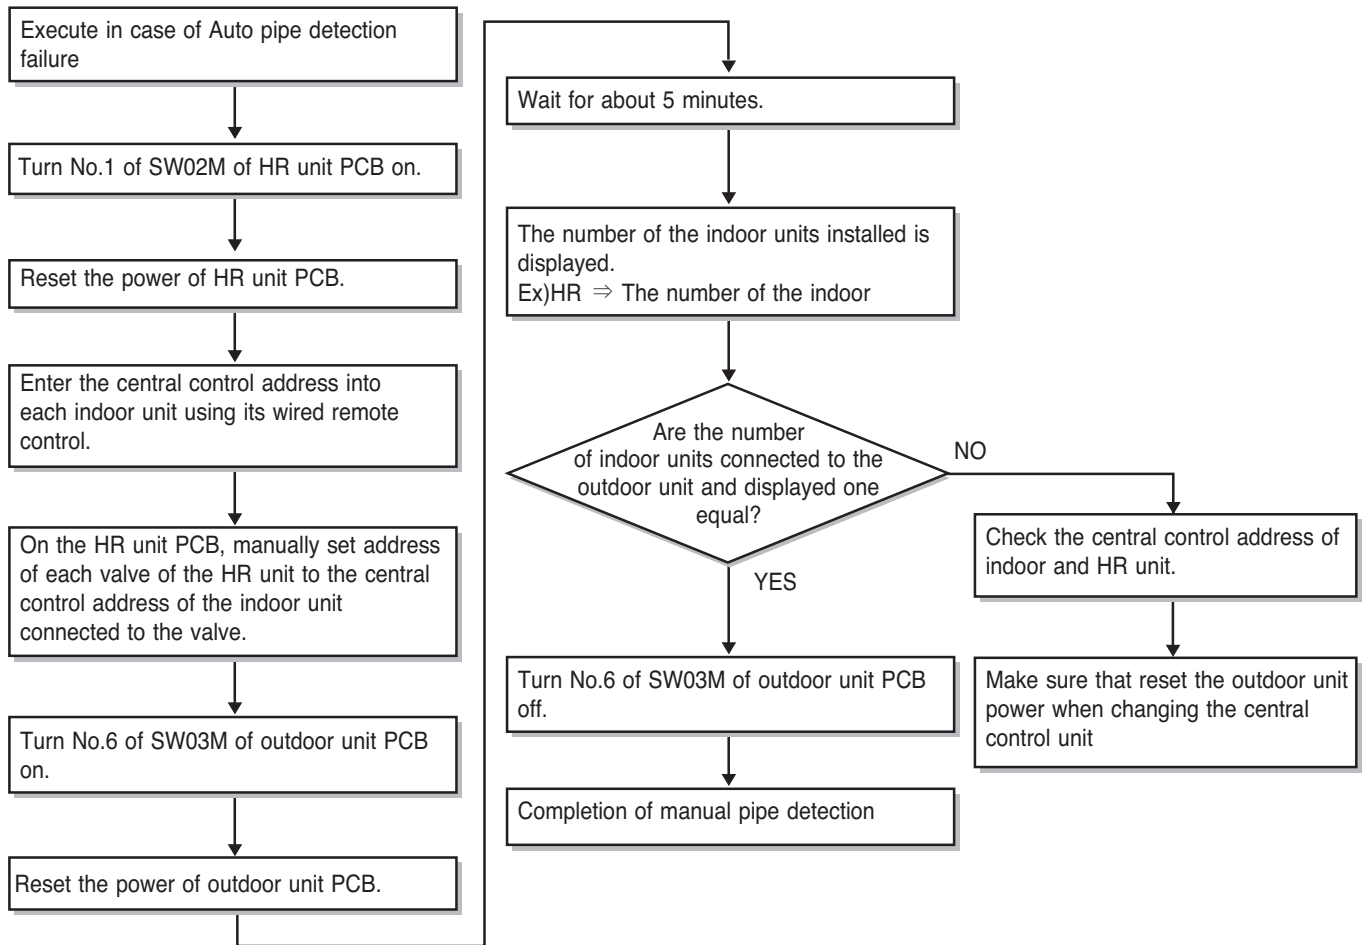 Execute in case of Auto pipe detection
failure
Turn No.1 of SW02M of HR unit PCB on.
Reset the power of HR unit PCB.
Enter the central control address into
each indoor unit using its wired remote
control.
On the HR unit PCB, manually set address
of each valve of the HR unit to the central
control address of the indoor unit
connected to the valve.
Turn No.6 of SW03M of outdoor unit PCB
on.
Reset the power of outdoor unit PCB.
Wait for about 5 minutes.
The number of the indoor units installed is
displayed.
Ex)HR ⇒ The number of the indoor
Are the number
of indoor units connected to the
outdoor unit and displayed one
equal?
NO
YES
Turn No.6 of SW03M of outdoor unit PCB
off.
Completion of manual pipe detection
Check the central control address of
indoor and HR unit.
Make sure that reset the outdoor unit
power when changing the central
control unit